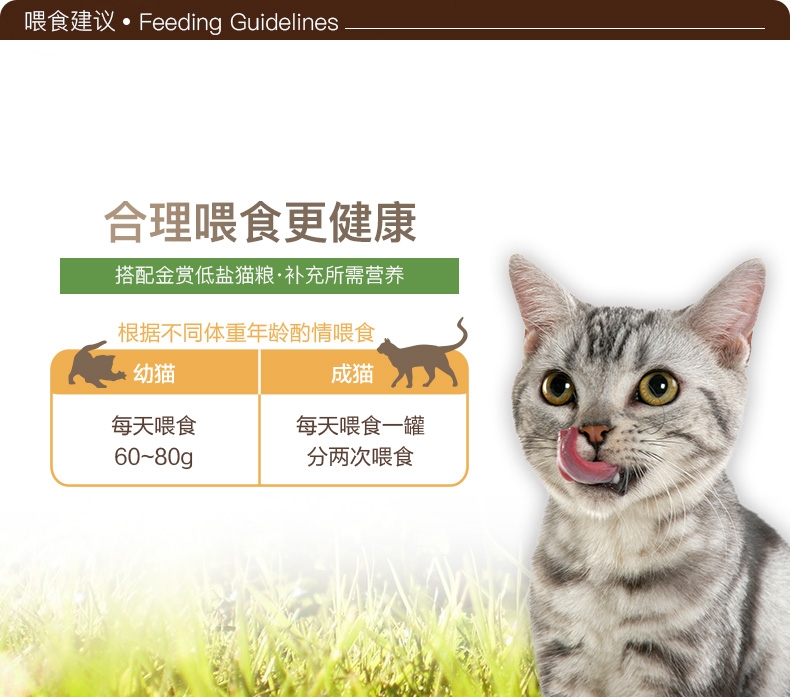 喂食建议 • Feeding Guidelines
合理喂食更健康
搭配金赏低盐猫粮·补充所需营养
根据不同体重年龄酌情喂食
幼猫
成猫
每天喂食
60~80g
每天喂食一罐
分两次喂食